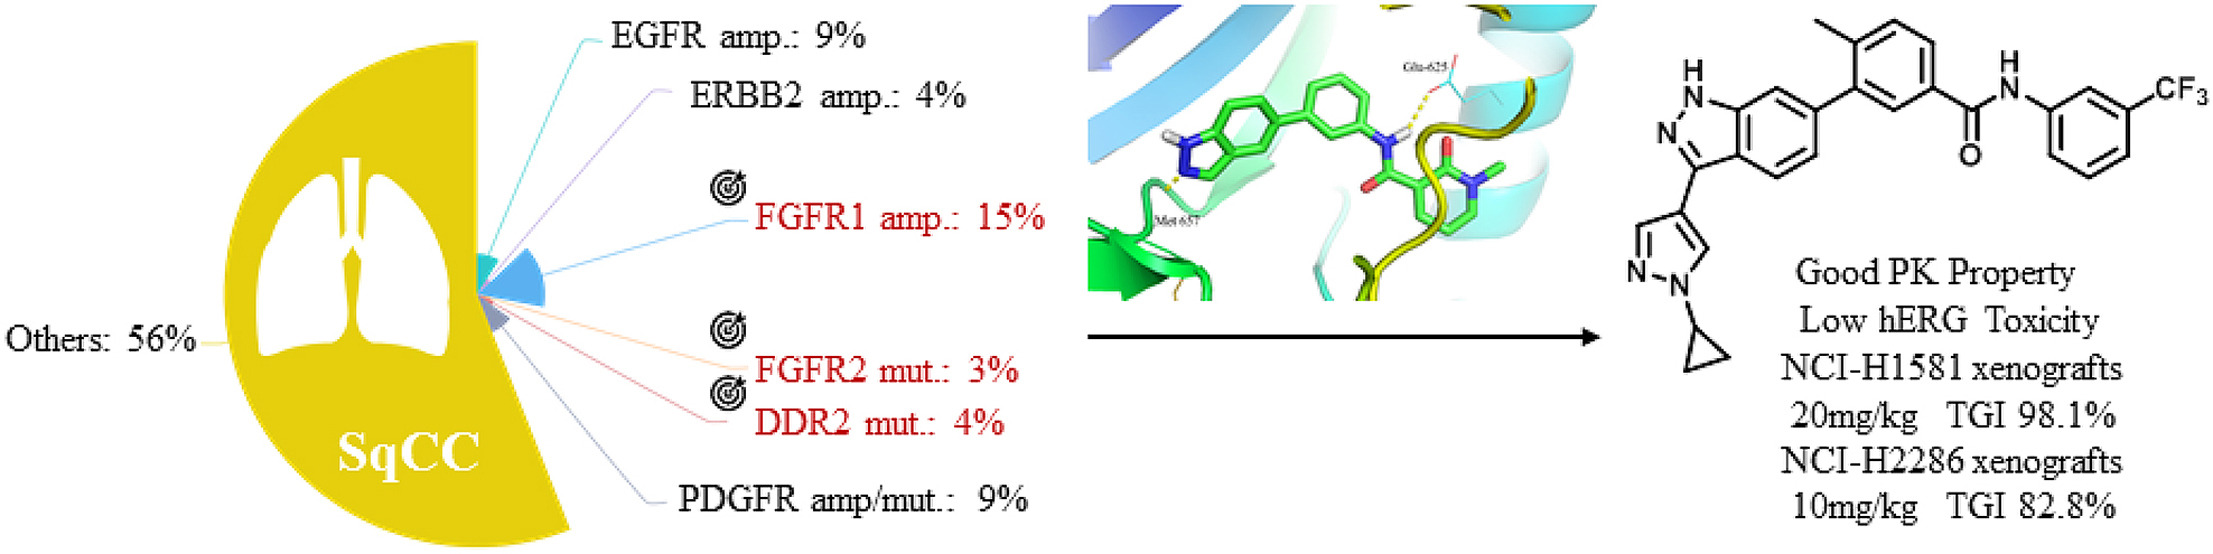 EGFR amp.: 9%
ERBB2 amp.: 4%
FGFR1 amp.: 15%
Others: 56%
FGFR2 mut.: 3%
DDR2 mut.: 4%
SqCC
PDGFR amp/mut.: 9%
Glu-625
Met 657
H
N
N
H
N
O
CF3
N
N
Good PK Property
Low hERG Toxicity
NCI-H1581 xenografts
20mg/kg TGI 98.1%
NCI-H2286 xenografts
10mg/kg TGI 82.8%